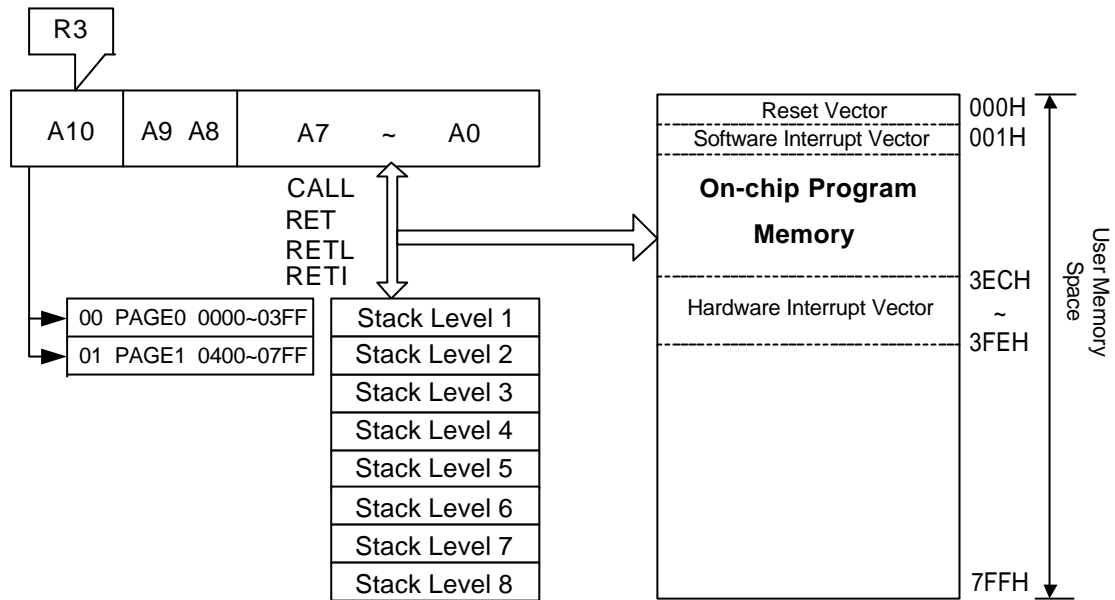 R3
A10
A9 A8
A7 ~ A0
CALL
RET
RETL
RETI
00 PAGE0 0000~03FF
01 PAGE1 0400~07FF
Stack Level 1
Stack Level 2
Stack Level 3
Stack Level 4
Stack Level 5
Stack Level 6
Stack Level 7
Stack Level 8
Reset Vector
000H
Software Interrupt Vector
001H
On-chip Program
Memory
3ECH
Hardware Interrupt Vector
~
3FEH
7FFH
User Memory
Space